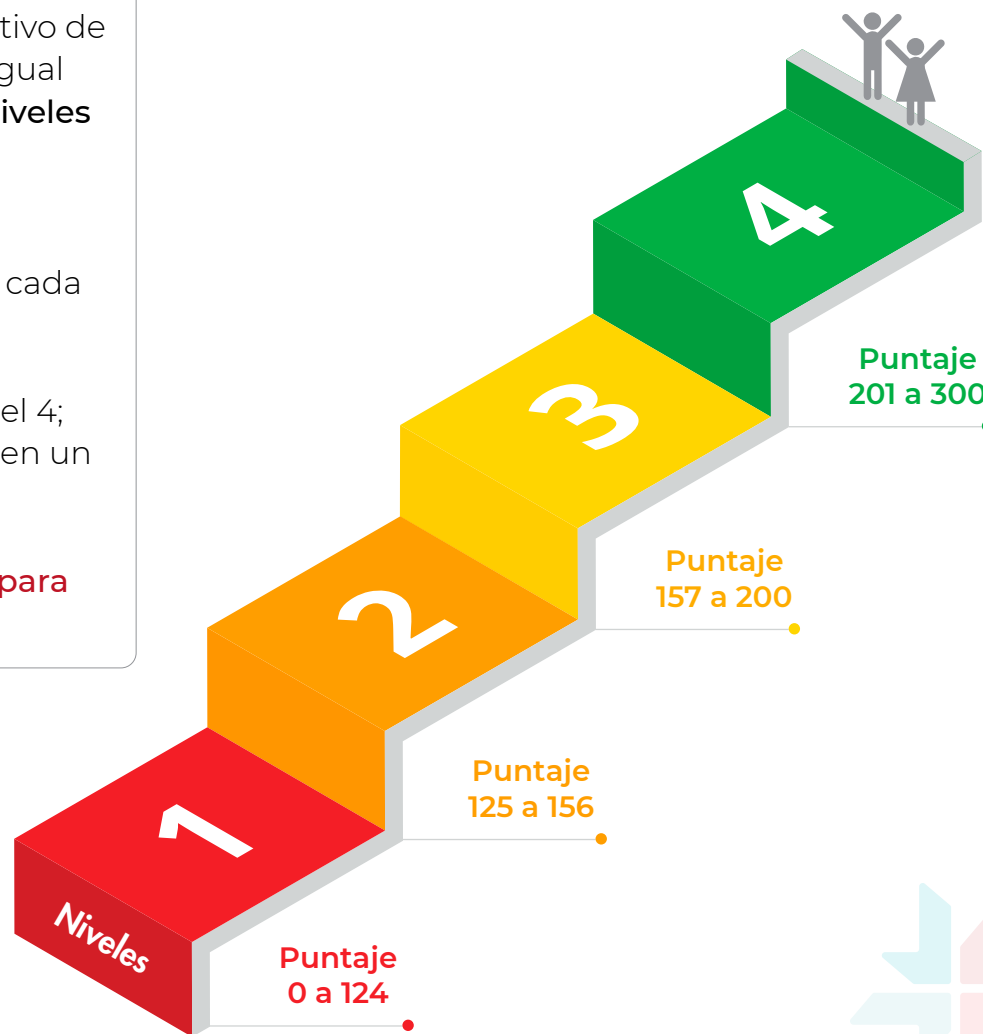 tivo de
gual
iveles
cada
el 4;
en un
para
4
Puntaje
201 a 300
3
Puntaje
157 a 200
2
Puntaje
125 a 156
1
Niveles
Puntaje
0 a 124